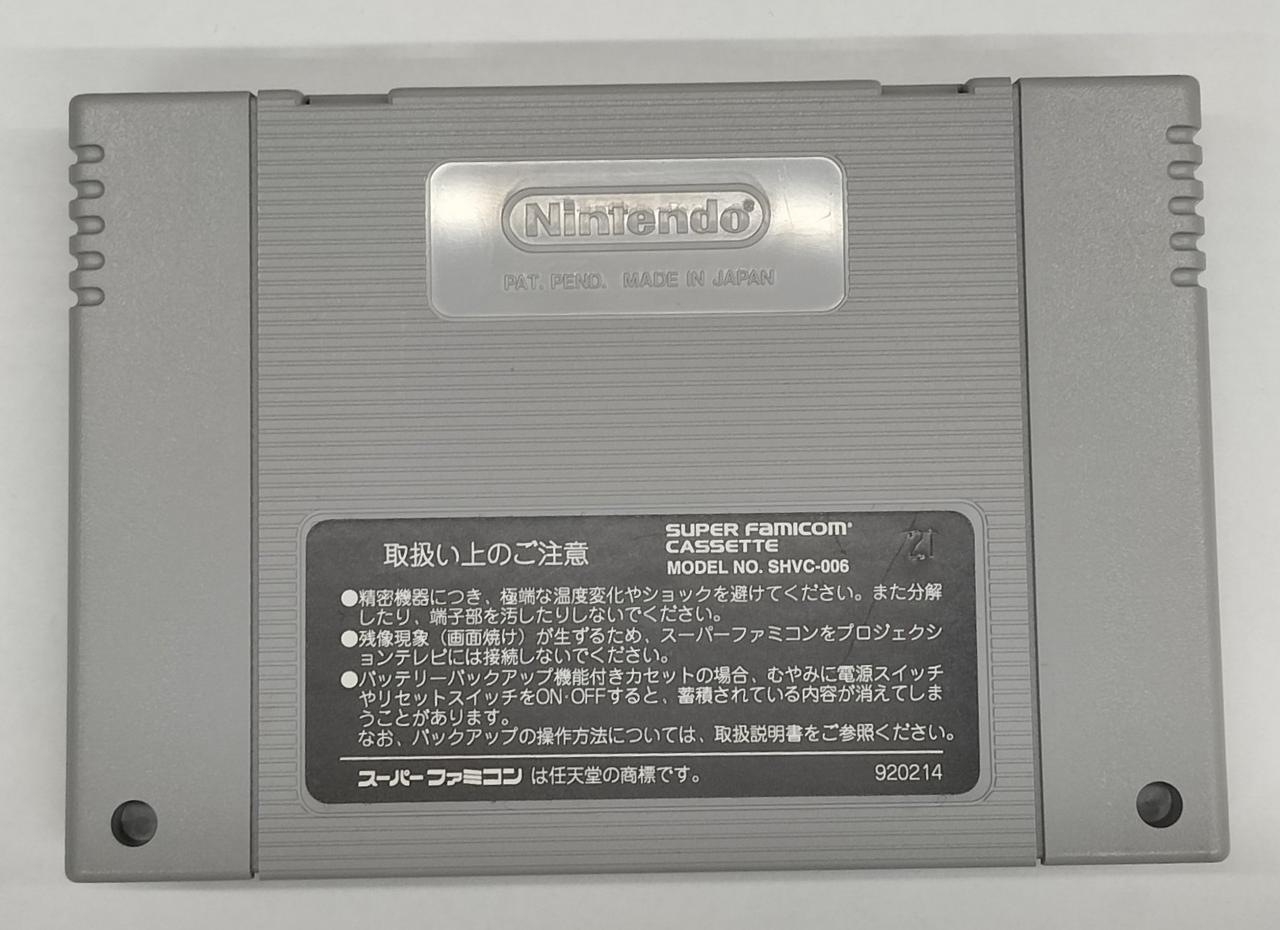 Nintendo®
PAT. PEND. MADE IN JAPAN
取扱い上のご注意
SUPER FAMICOM®
CASSETTE
MODEL NO. SHVC-006
21
●精密機器につき、極端な温度変化やショックを避けてください。また分解
したり、端子部を汚したりしないでください。
●残像現象(画面焼け)が生ずるため、スーパーファミコンをプロジェクシ
ョンテレビには接続しないでください。
●バッテリーバックアップ機能付きカセットの場合、むやみに電源スイッチ
やリセットスイッチをON·OFFすると、蓄積されている内容が消えてしま
うことがあります。
なお、バックアップの操作方法については、取扱説明書をご参照ください。
スーパーファミコン は任天堂の商標です。
920214